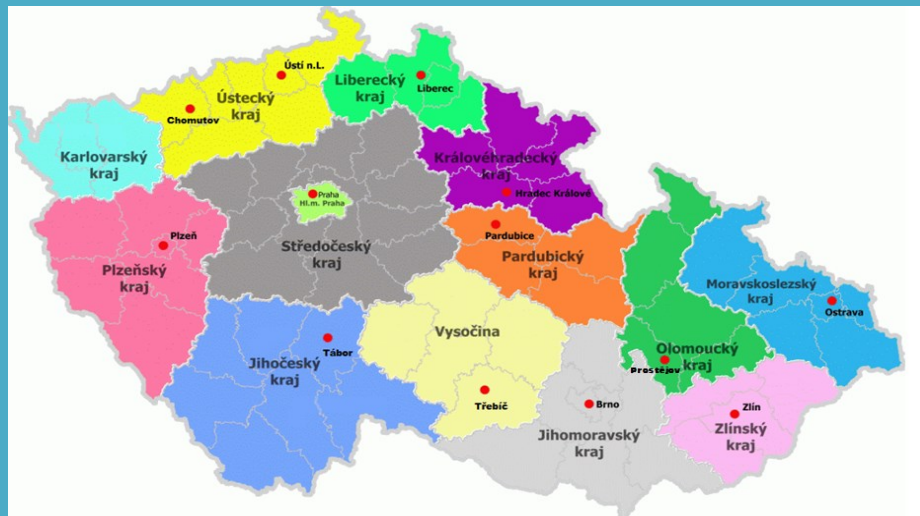 Ústí n.L.
Ústecký
kraj
Chomutov
Liberecký
kraj
Liberec
Karlovarský
kraj
Královéhradecký
kraj
Hradec Králové
Praha
Hl.m. Praha
Středočeský
kraj
Plzeň
Plzeňský
kraj
Pardubice
Pardubický
kraj
Moravskoslezský
kraj
Ostrava
Vysočina
Tábor
Jihočeský
kraj
Olomoucký
kraj
Prostějov
Třebíč
Brno
Jihomoravský
kraj
Zlín
Zlínský
kraj